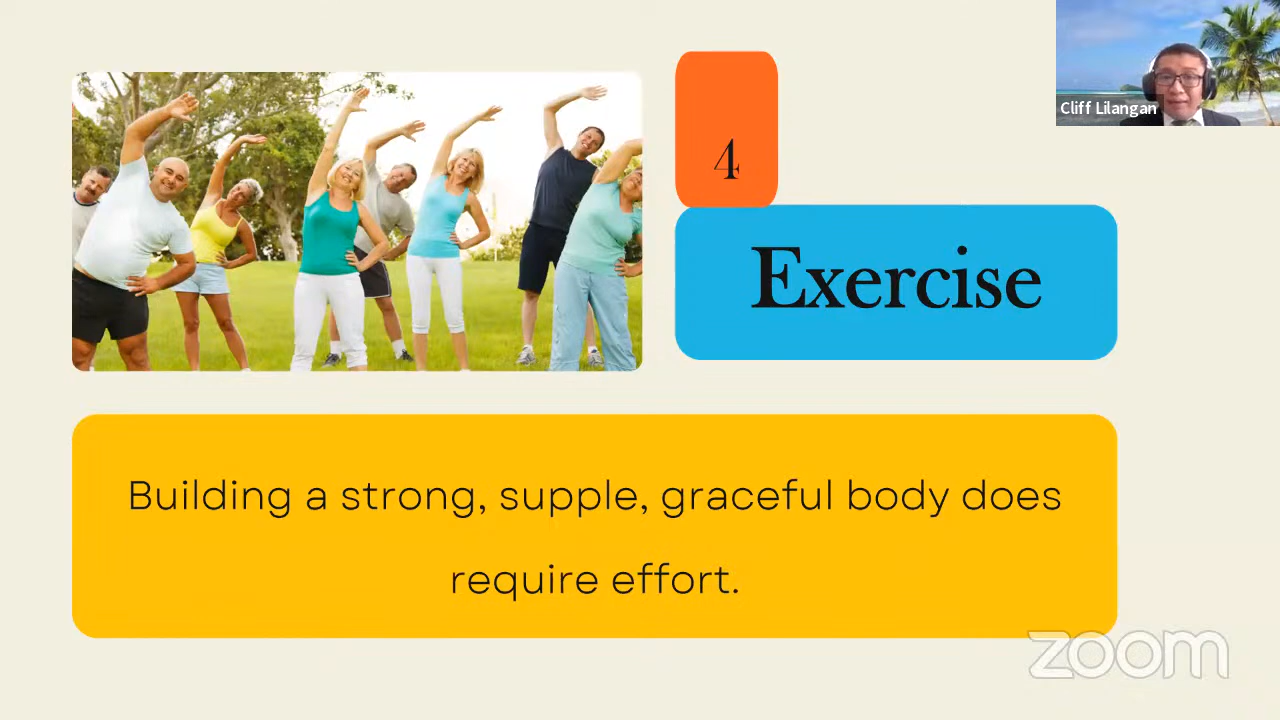 Cliff Lilangan
4
Exercise
Building a strong, supple, graceful body does
require effort.
zoom